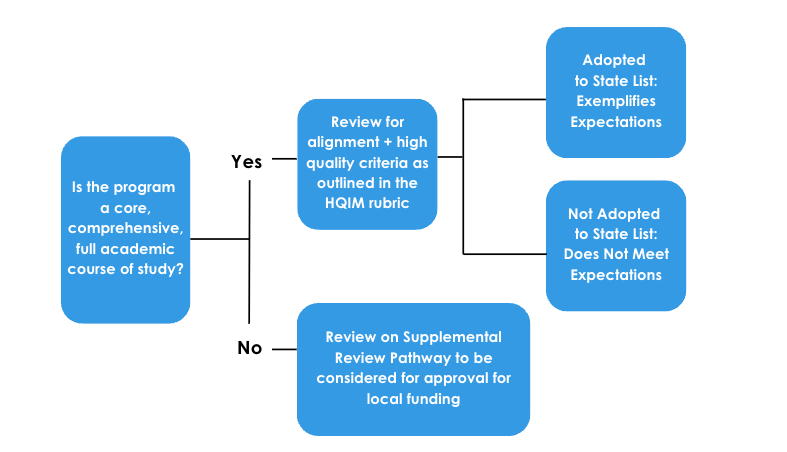 Is the program
a core,
comprehensive,
full academic
course of study?
Yes
Review for
alignment + high
quality criteria as
outlined in the
HQIM rubric
Adopted
to State List:
Exemplifies
Expectations
Not Adopted
to State List:
Does Not Meet
Expectations
No
Review on Supplemental
Review Pathway to be
considered for approval for
local funding